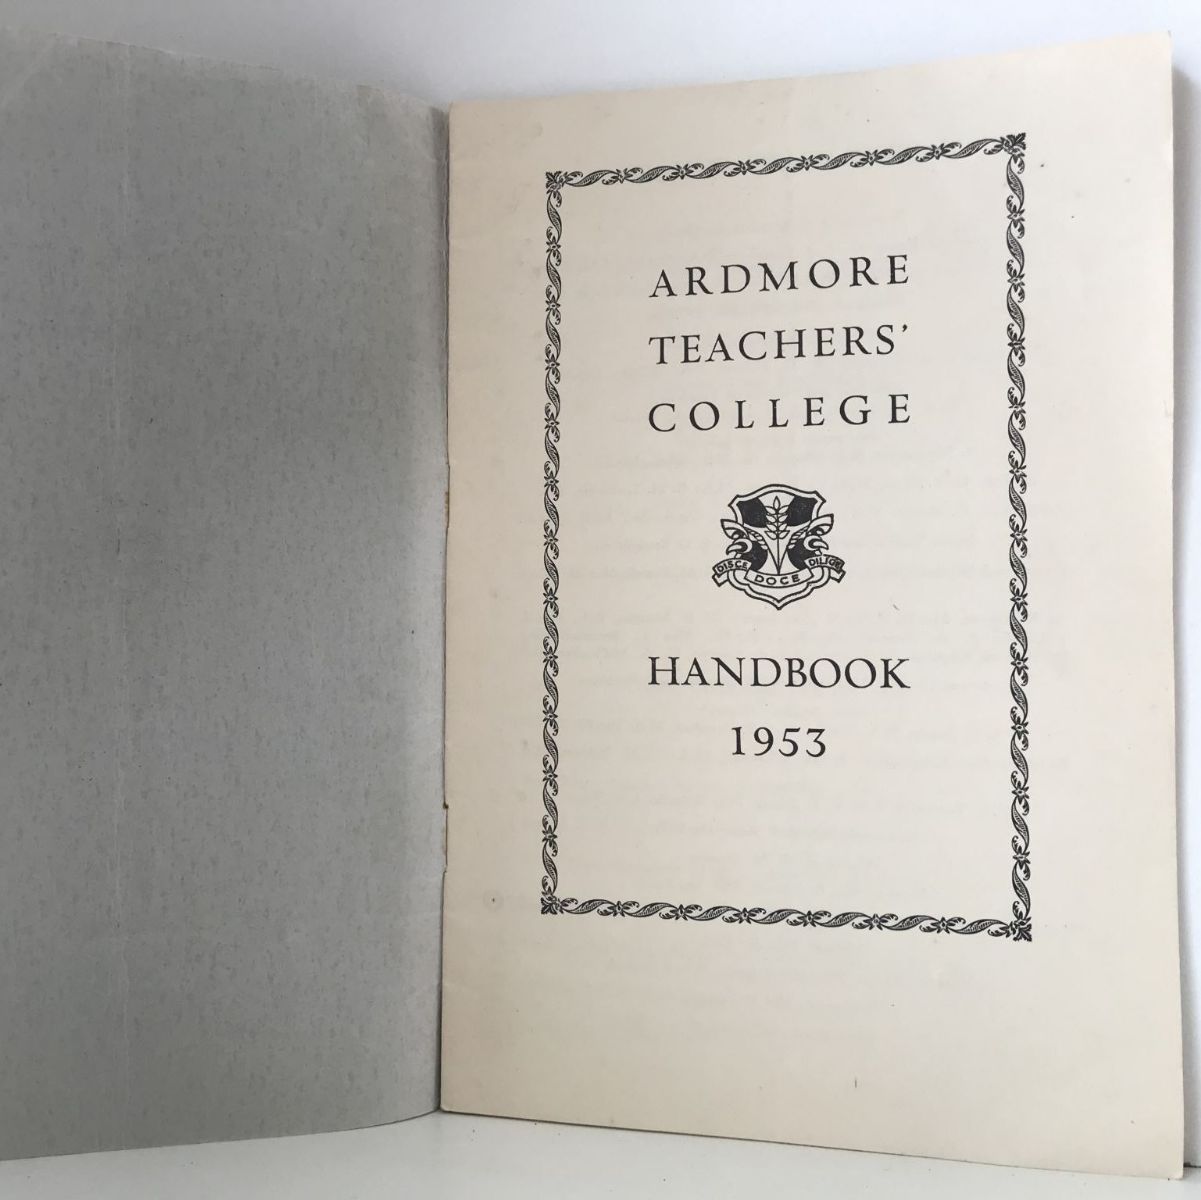 ARDMORE
TEACHERS'
COLLEGE
DISCE DOCE DILIGE
HANDBOOK
1953